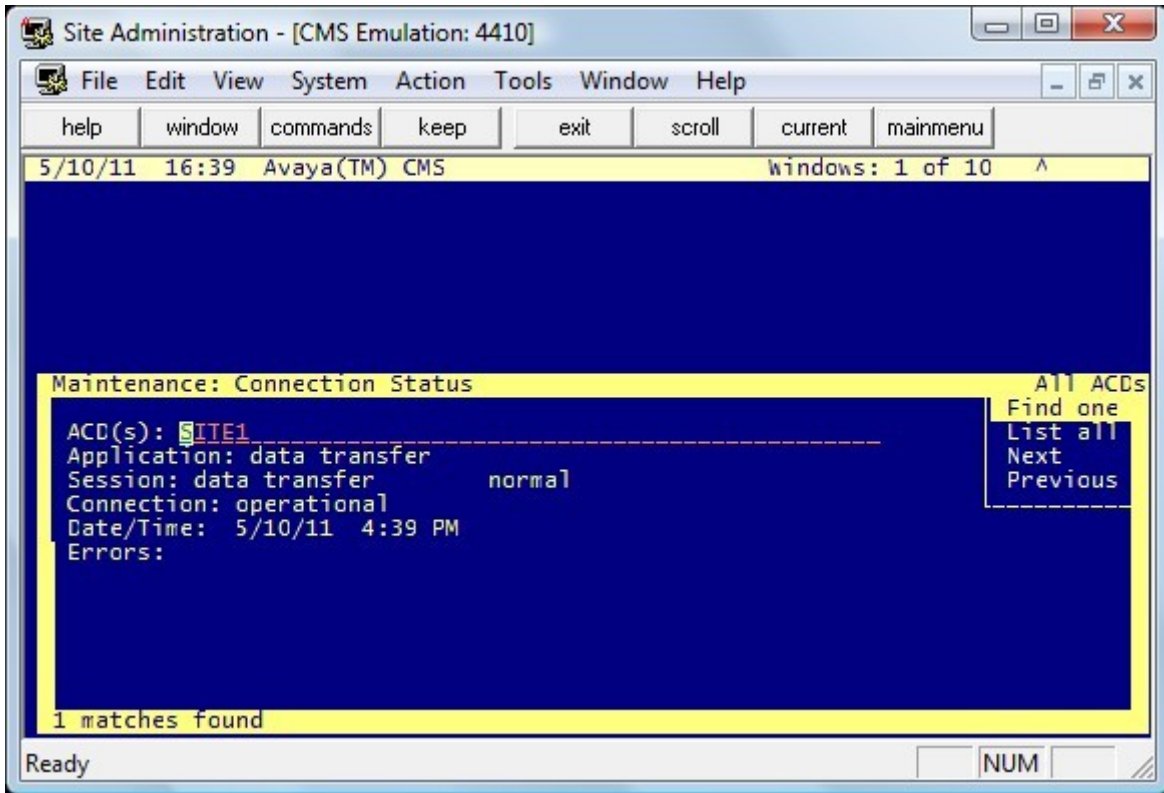 Site Administration - [CMS Emulation: 4410]
File Edit View System Action Tools Window Help
help window commands keep exit scroll current mainmenu
5/10/11 16:39 Avaya(TM) CMS Windows: 1 of 10 ^
Maintenance: Connection Status All ACDs
Find one
ACD(s): SITE1 List all
Application: data transfer Next
Session: data transfer normal Previous
Connection: operational
Date/Time: 5/10/11 4:39 PM
Errors:
1 matches found
Ready NUM